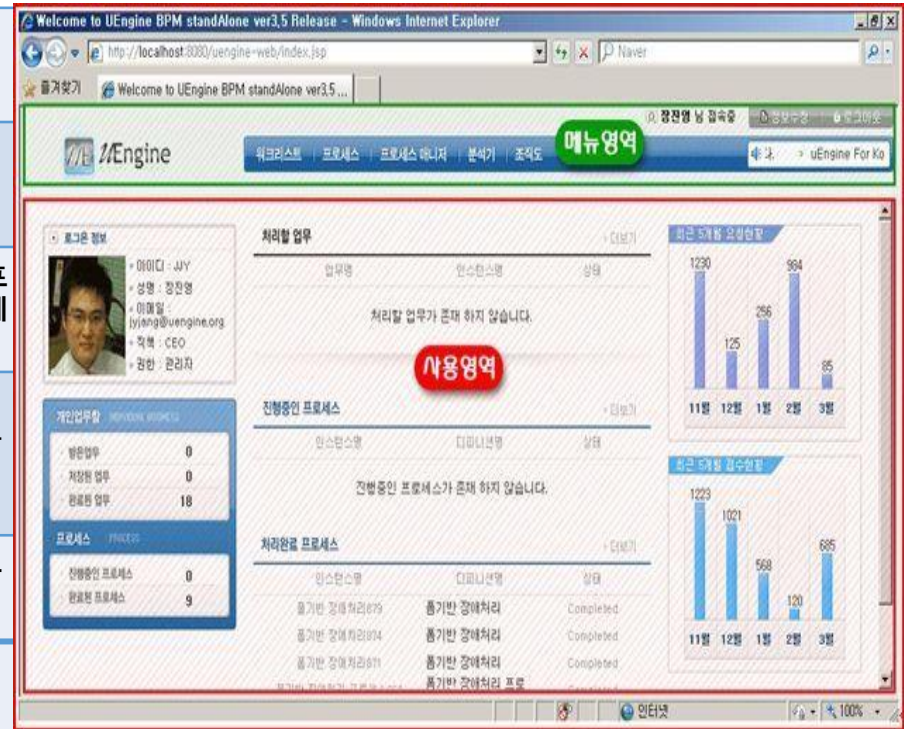 Welcome to UEngine BPM standAlone ver3,5 Release - Windows Internet Explorer
http://localhost:8080/uengine-web/index.jsp
Naver
즐겨찾기
Welcome to UEngine BPM standAlone ver3,5 ...
장진영 님 접속중
정보수정
로그아웃
uEngine
워크리스트
프로세스
프로세스 매니저
분석기
조직도
메뉴영역
uEngine For Ko
로그온 정보
아이디 : JJY
성명 : 장진영
이메일 :
jyjang@uengine.org
직책 : CEO
권한 : 관리자
개인업무함
받은업무 0
저장된 업무 0
완료된 업무 18
프로세스 PROCESS
진행중인 프로세스 0
완료된 프로세스 9
처리할 업무
더보기
업무명 인스턴스명 상태
처리할 업무가 존재 하지 않습니다.
사용영역
진행중인 프로세스
더보기
인스턴스명 디피니션명 상태
진행중인 프로세스가 존재 하지 않습니다.
처리완료 프로세스
더보기
인스턴스명 디피니션명 상태
폼기반 장애처리879 폼기반 장애처리 Completed
폼기반 장애처리874 폼기반 장애처리 Completed
폼기반 장애처리871 폼기반 장애처리 Completed
폼기반 장애처리 프로
최근 5개월 요청현황
1230
125
256
984
85
11월 12월 1월 2월 3월
최근 5개월 접수현황
1223
1021
568
120
685
11월 12월 1월 2월 3월
인터넷
100%